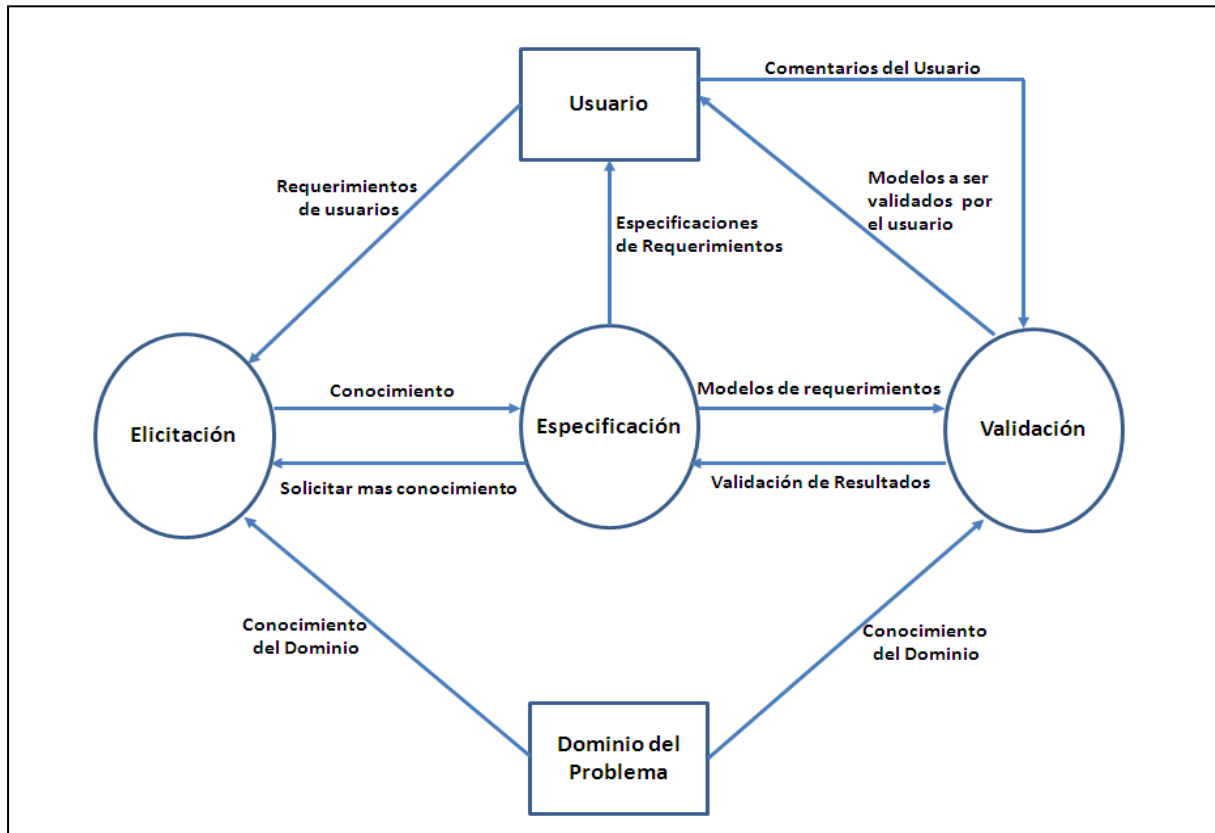 Comentarios del Usuario
Usuario
Requerimientos
de usuarios
Modelos a ser
validados por
el usuario
Especificaciones
de Requerimientos
Conocimiento
Modelos de requerimientos
Elicitación
Especificación
Validación
Solicitar mas conocimiento
Validación de Resultados
Conocimiento
del Dominio
Conocimiento
del Dominio
Dominio del
Problema